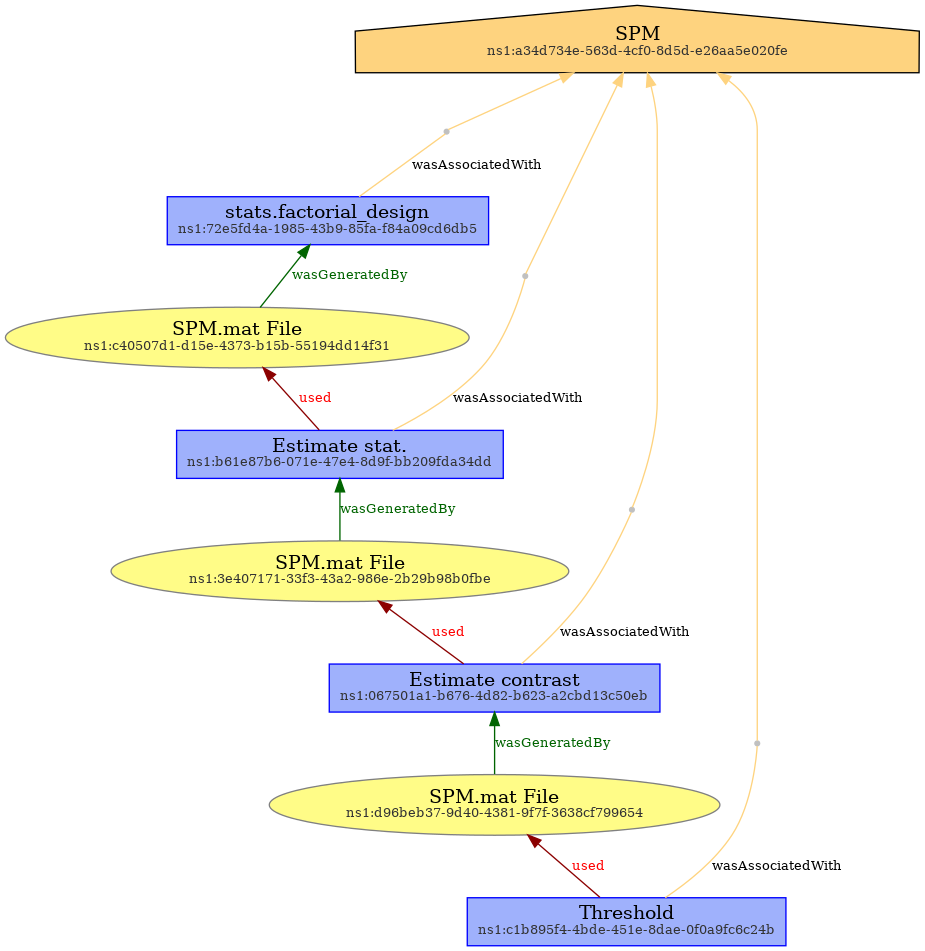 SPM
ns1:a34d734e-563d-4cf0-8d5d-e26aa5e020fe
wasAssociatedWith
stats.factorial_design
ns1:72e5fd4a-1985-43b9-85fa-f84a09cd6db5
wasGeneratedBy
SPM.mat File
ns1:c40507d1-d15e-4373-b15b-55194dd14f31
used
wasAssociatedWith
Estimate stat.
ns1:b61e87b6-071e-47e4-8d9f-bb209fda34dd
wasGeneratedBy
SPM.mat File
ns1:3e407171-33f3-43a2-986e-2b29b98b0fbe
used
wasAssociatedWith
Estimate contrast
ns1:067501a1-b676-4d82-b623-a2cbd13c50eb
wasGeneratedBy
SPM.mat File
ns1:d96beb37-9d40-4381-9f7f-3638cf799654
used
wasAssociatedWith
Threshold
ns1:c1b895f4-4bde-451e-8dae-0f0a9fc6c24b